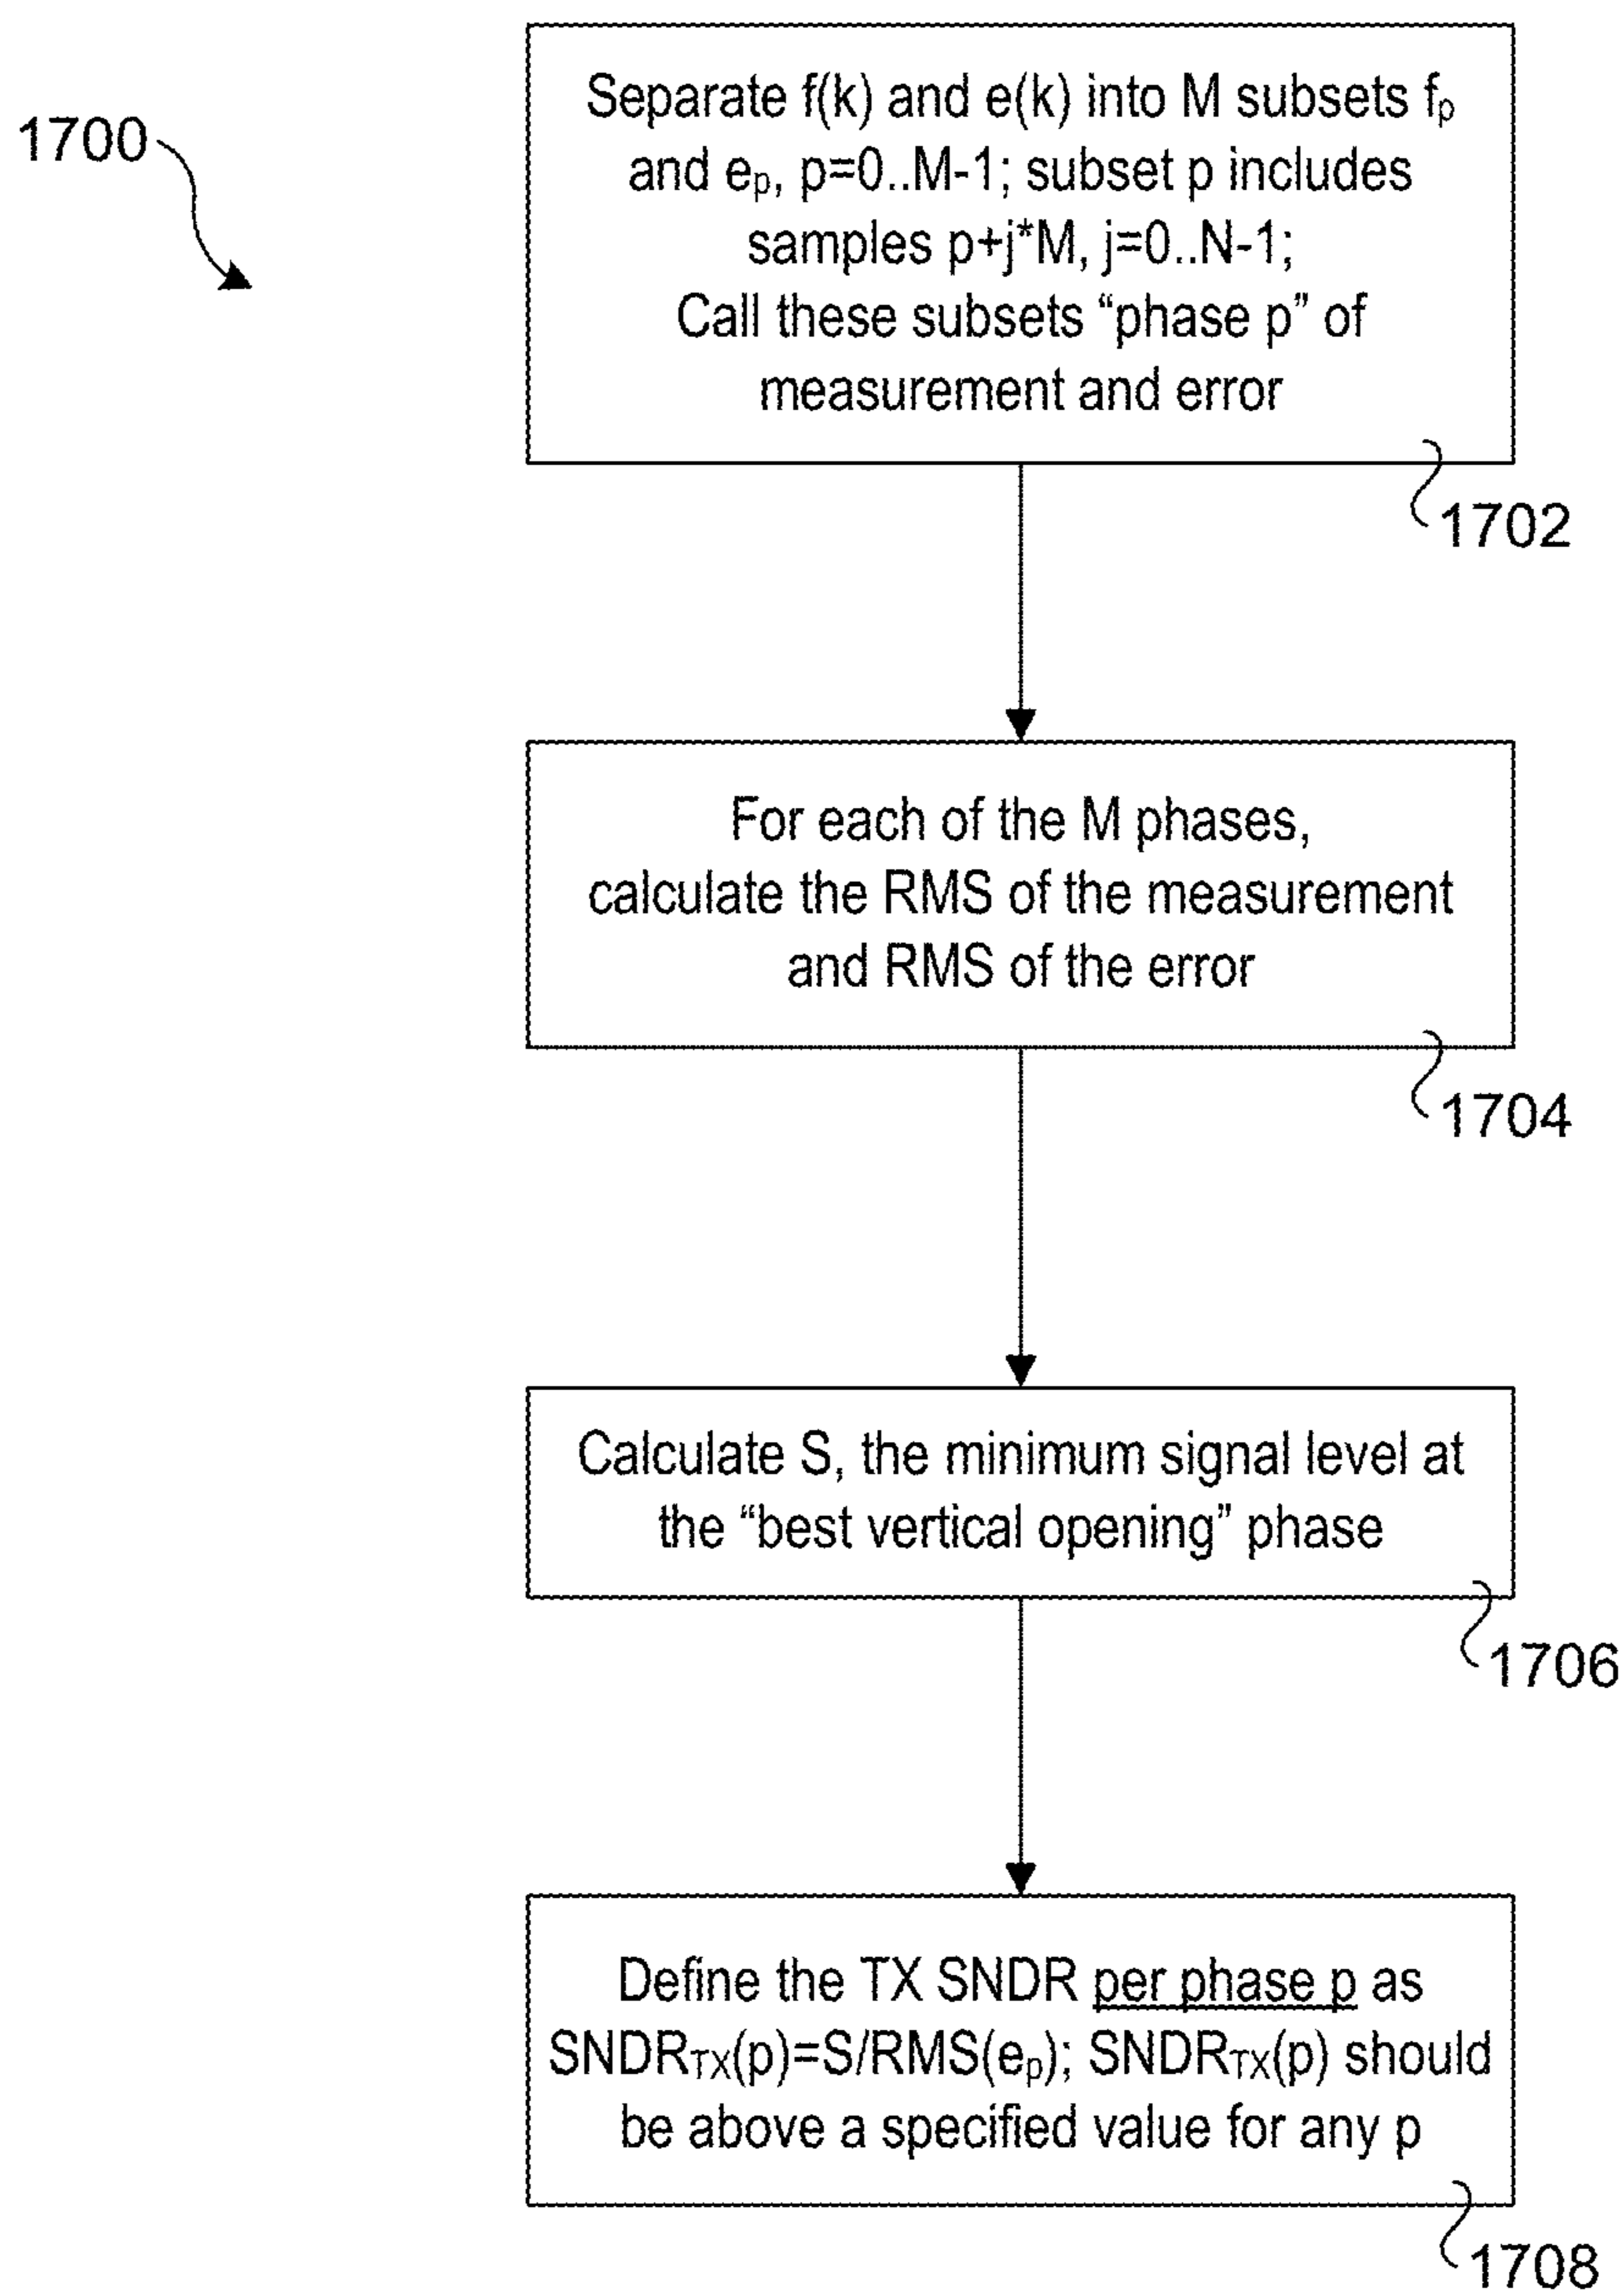 1700
Separate f(k) and e(k) into M subsets fp
and ep, p=0..M-1; subset p includes
samples p+j*M, j=0..N-1;
Call these subsets “phase p” of
measurement and error
1702
For each of the M phases,
calculate the RMS of the measurement
and RMS of the error
1704
Calculate S, the minimum signal level at
the “best vertical opening” phase
1706
Define the TX SNDR per phase p as
SNDRTX(p)=S/RMS(ep); SNDRTX(p) should
be above a specified value for any p
1708